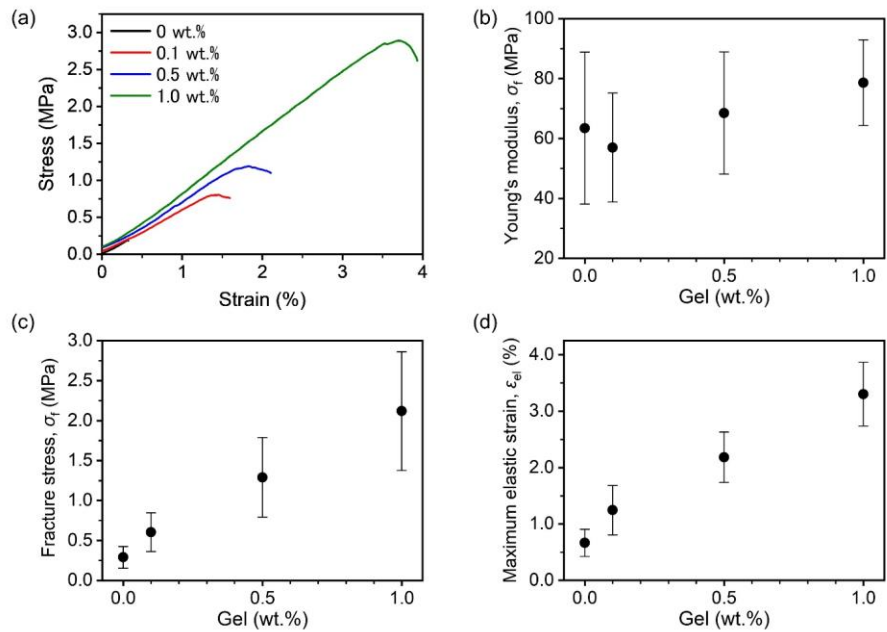 (a)
0 wt.%
0.1 wt.%
0.5 wt.%
1.0 wt.%
Stress (MPa)
3.0
2.5
2.0
1.5
1.0
0.5
0.0
0 1 2 3 4
Strain (%)
(b)
Young's modulus, σf (MPa)
100
80
60
40
20
0.0 0.5 1.0
Gel (wt.%)
(c)
Fracture stress, σf (MPa)
3.0
2.5
2.0
1.5
1.0
0.5
0.0
0.0 0.5 1.0
Gel (wt.%)
(d)
Maximum elastic strain, εel (%)
4.0
3.0
2.0
1.0
0.0
0.0 0.5 1.0
Gel (wt.%)